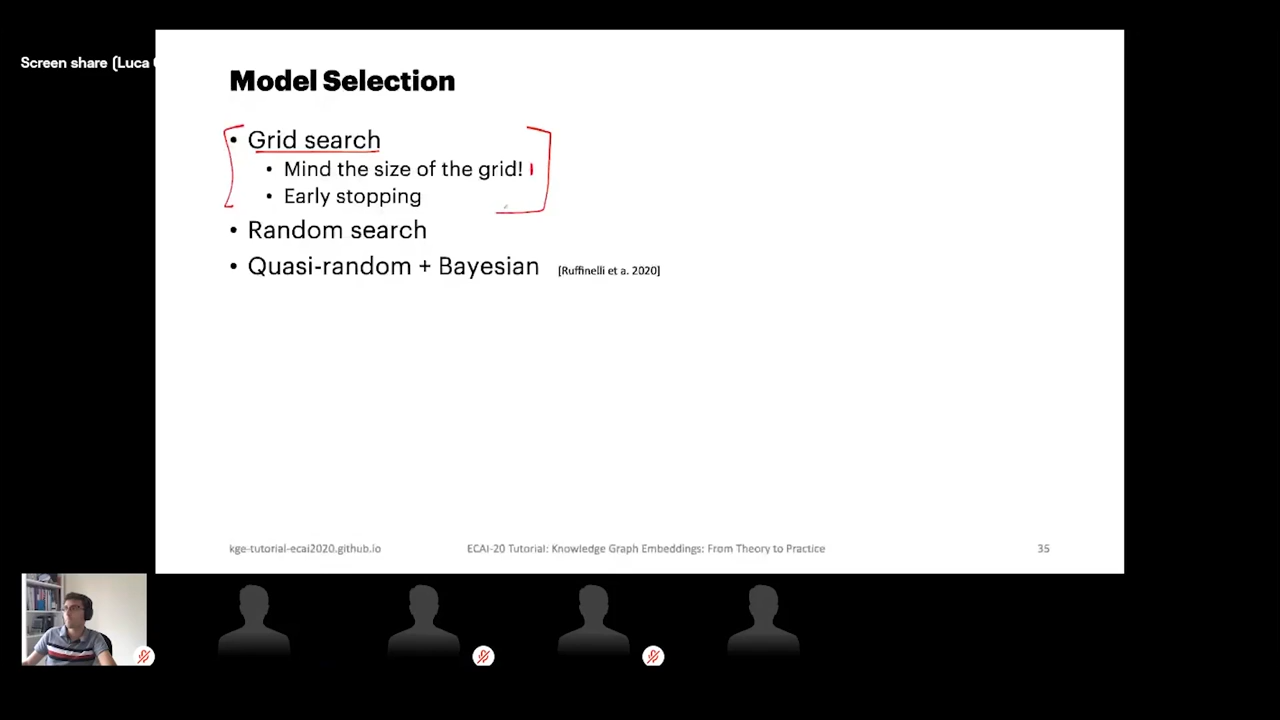 Screen share (Luca
Model Selection
• Grid search
• Mind the size of the grid!
• Early stopping
• Random search
• Quasi-random + Bayesian [Ruffinelli et a. 2020]
kge-tutorial-ecai2020.github.io ECAI-20 Tutorial: Knowledge Graph Embeddings: From Theory to Practice 35